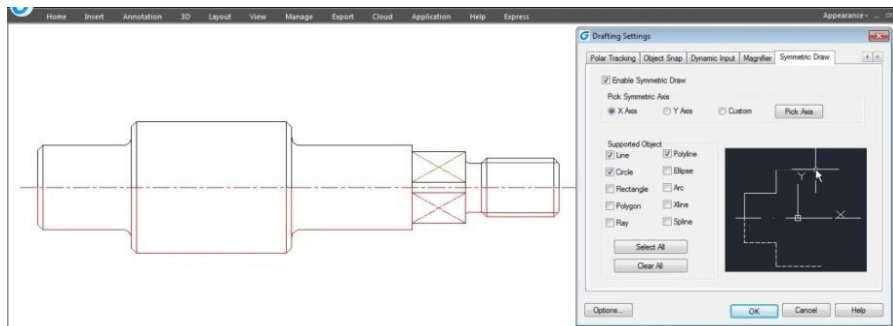 Home Insert Annotation 3D Layout View Manage Export Cloud Application Help Express Appearance
Drafting Settings
Polar Tracking Object Snap Dynamic Input Magnifier Symmetric Draw
Enable Symmetric Draw
Pick Symmetric Axis
X Axis Y Axis Custom Pick Axis
Supported Object
Line Polyline
Circle Ellipse
Rectangle Arc
Polygon Xline
Ray Spline
Select All
Clear All
Y
X
Options... OK Cancel Help